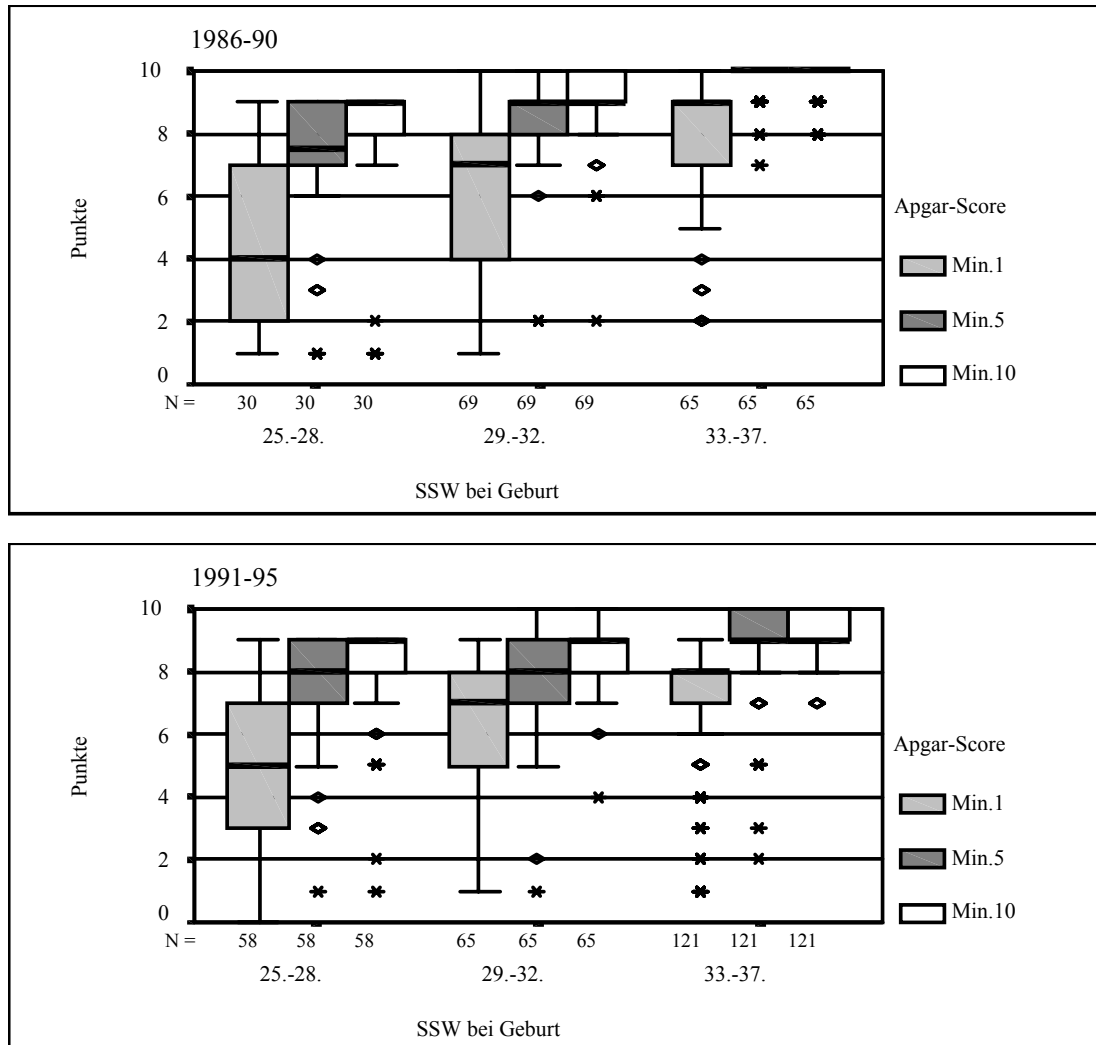 1986-90
10
8
6
4
2
0
Punkte
N = 30 30 30 69 69 69 65 65 65
25.-28. 29.-32. 33.-37.
SSW bei Geburt
Apgar-Score
Min.1
Min.5
Min.10
1991-95
10
8
6
4
2
0
Punkte
N = 58 58 58 65 65 65 121 121 121
25.-28. 29.-32. 33.-37.
SSW bei Geburt
Apgar-Score
Min.1
Min.5
Min.10